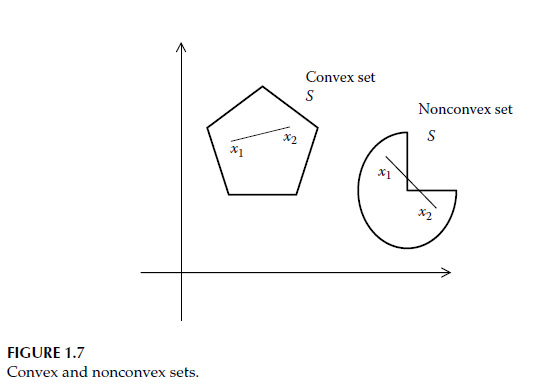 Convex set
S
Nonconvex set
S
x1
x2
x1
x2
FIGURE 1.7
Convex and nonconvex sets.